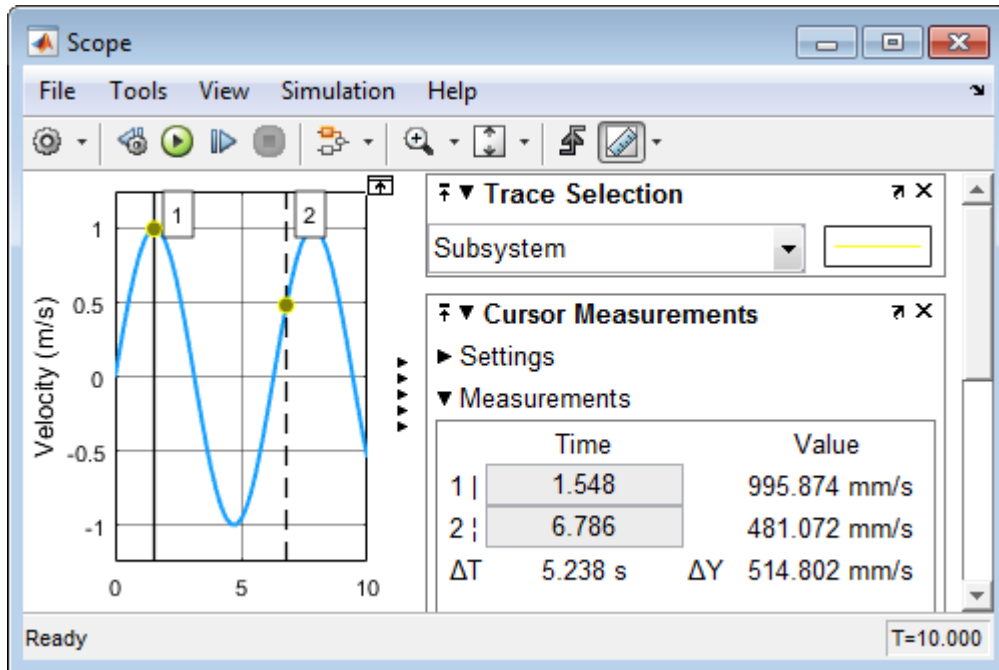 Scope
File Tools View Simulation Help
1 2
1
0.5
0
-0.5
-1
0 5 10
Velocity (m/s)
Trace Selection
Subsystem
Cursor Measurements
Settings
Measurements
Time Value
1 | 1.548 995.874 mm/s
2 ¦ 6.786 481.072 mm/s
ΔT 5.238 s ΔY 514.802 mm/s
Ready T=10.000